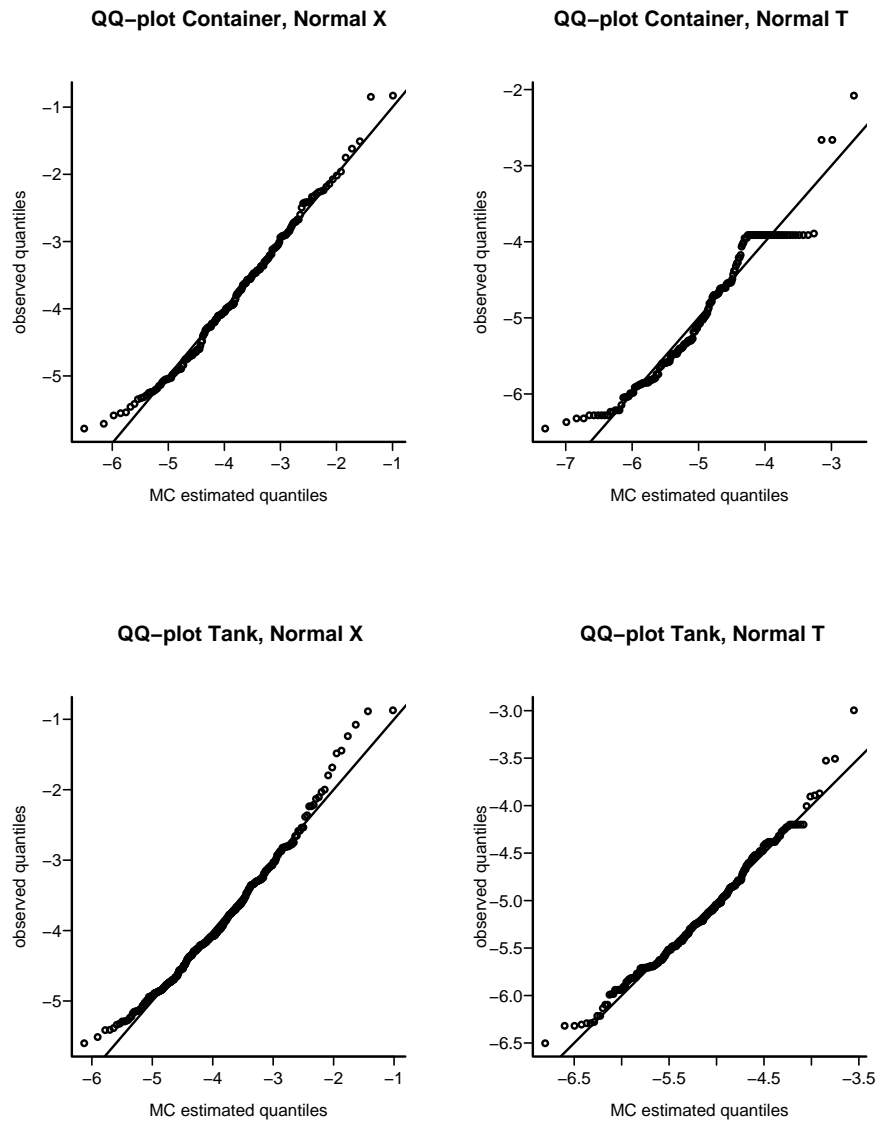 QQ−plot Container, Normal X
−1
−2
−3
−4
−5
observed quantiles
−6 −5 −4 −3 −2 −1
MC estimated quantiles
QQ−plot Container, Normal T
−2
−3
−4
−5
−6
observed quantiles
−7 −6 −5 −4 −3
MC estimated quantiles
QQ−plot Tank, Normal X
−1
−2
−3
−4
−5
observed quantiles
−6 −5 −4 −3 −2 −1
MC estimated quantiles
QQ−plot Tank, Normal T
−3.0
−3.5
−4.0
−4.5
−5.0
−5.5
−6.0
−6.5
observed quantiles
−6.5 −5.5 −4.5 −3.5
MC estimated quantiles